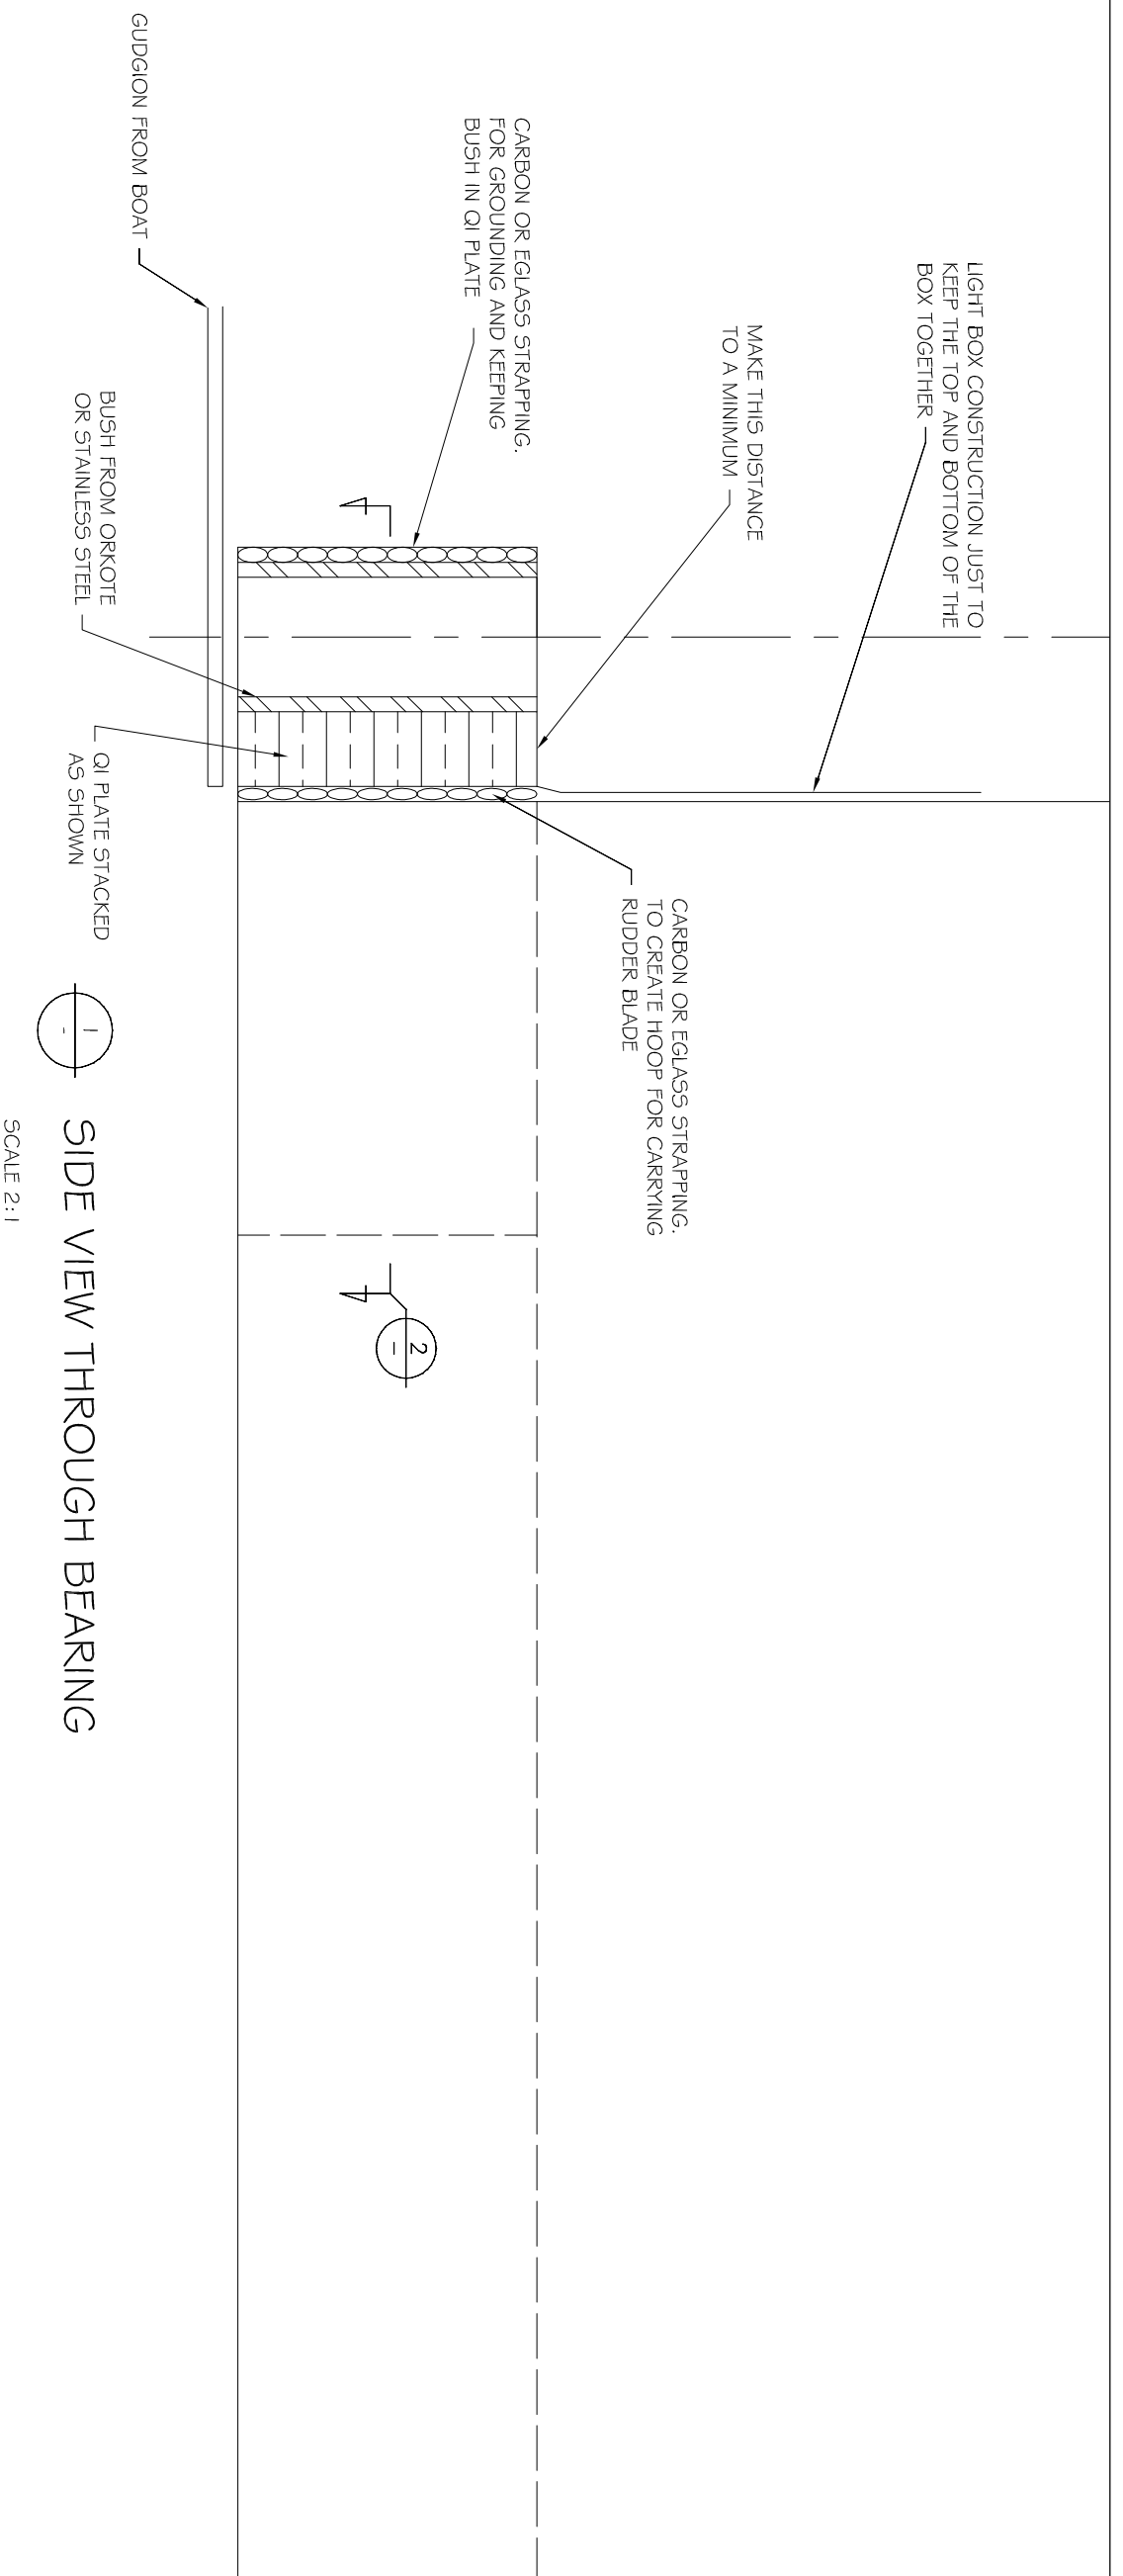 LIGHT BOX CONSTRUCTION JUST TO
KEEP THE TOP AND BOTTOM OF THE
BOX TOGETHER
MAKE THIS DISTANCE
TO A MINIMUM
CARBON OR EGLASS STRAPPING.
FOR GROUNDING AND KEEPING
BUSH IN QI PLATE
CARBON OR EGLASS STRAPPING.
TO CREATE HOOP FOR CARRYING
RUDDER BLADE
2
-
GUDGION FROM BOAT
BUSH FROM ORKOTE
OR STAINLESS STEEL
QI PLATE STACKED
AS SHOWN
1
-
SIDE VIEW THROUGH BEARING
SCALE 2:1